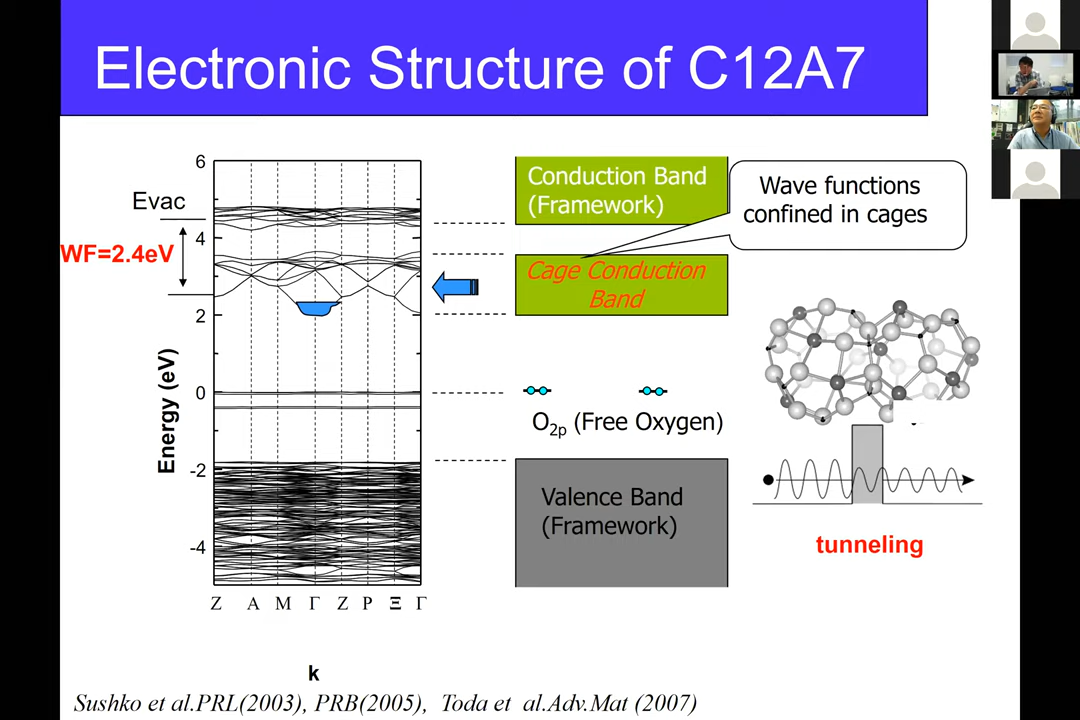 Electronic Structure of C12A7
6
Evac
4
WF=2.4eV
2
0
-2
-4
Energy (eV)
Z A M Γ Z P Ξ Γ
k
Conduction Band
(Framework)
Wave functions
confined in cages
Cage Conduction
Band
O2p (Free Oxygen)
Valence Band
(Framework)
tunneling
Sushko et al.PRL(2003), PRB(2005), Toda et al.Adv.Mat (2007)